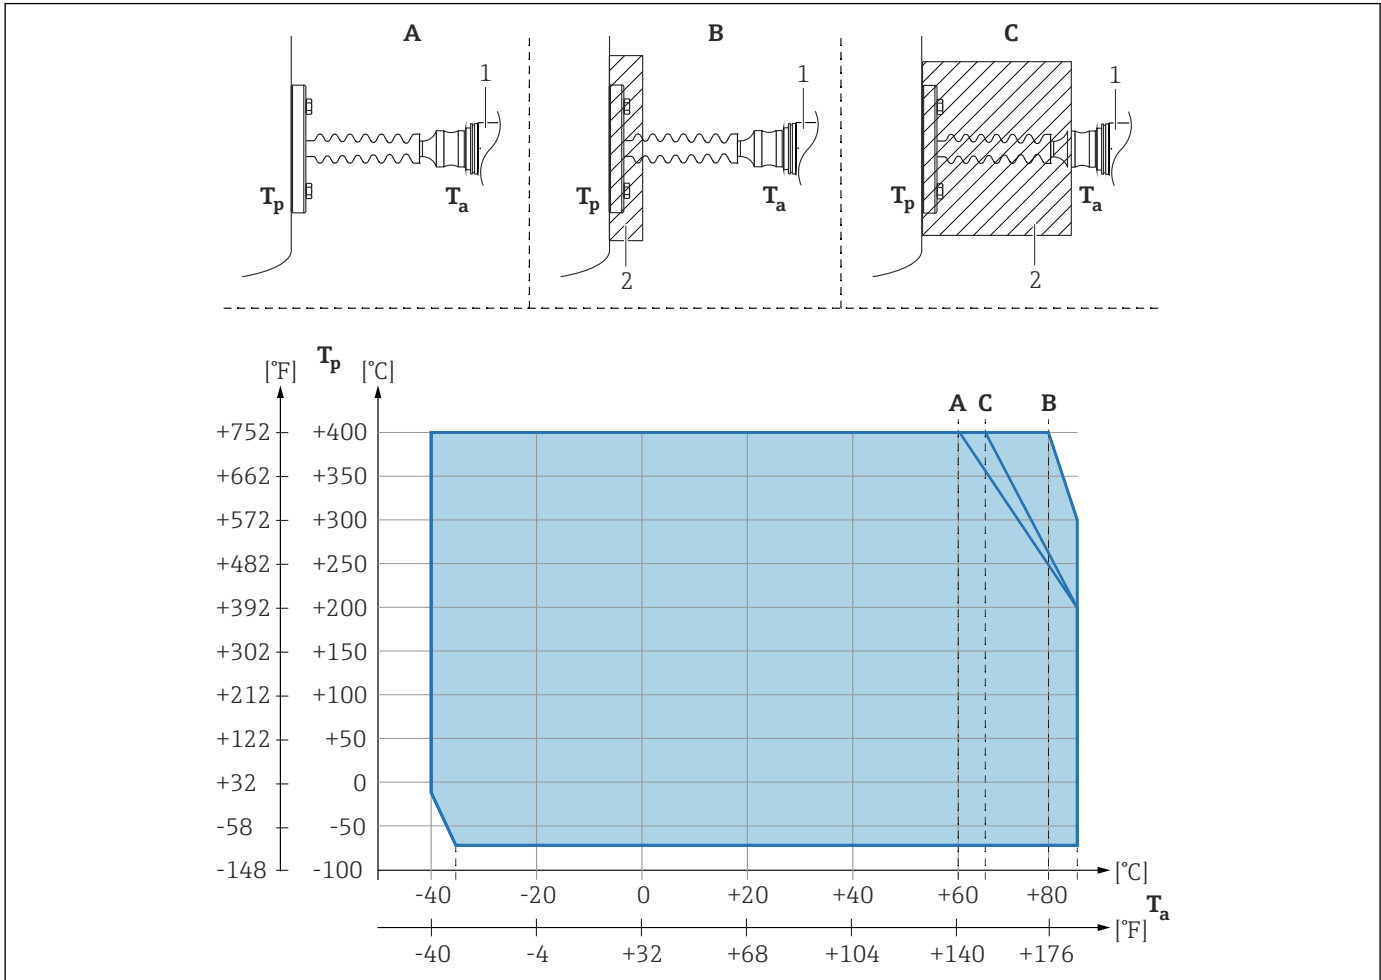 A B C
1 1 1
Tp Ta Tp Ta Tp Ta
2 2
Tp
[°F] [°C]
A C B
+752 +400
+662 +350
+572 +300
+482 +250
+392 +200
+302 +150
+212 +100
+122 +50
+32 0
-58 -50
-148 -100
[°C]
-40 -20 0 +20 +40 +60 +80
Ta
[°F]
-40 -4 +32 +68 +104 +140 +176